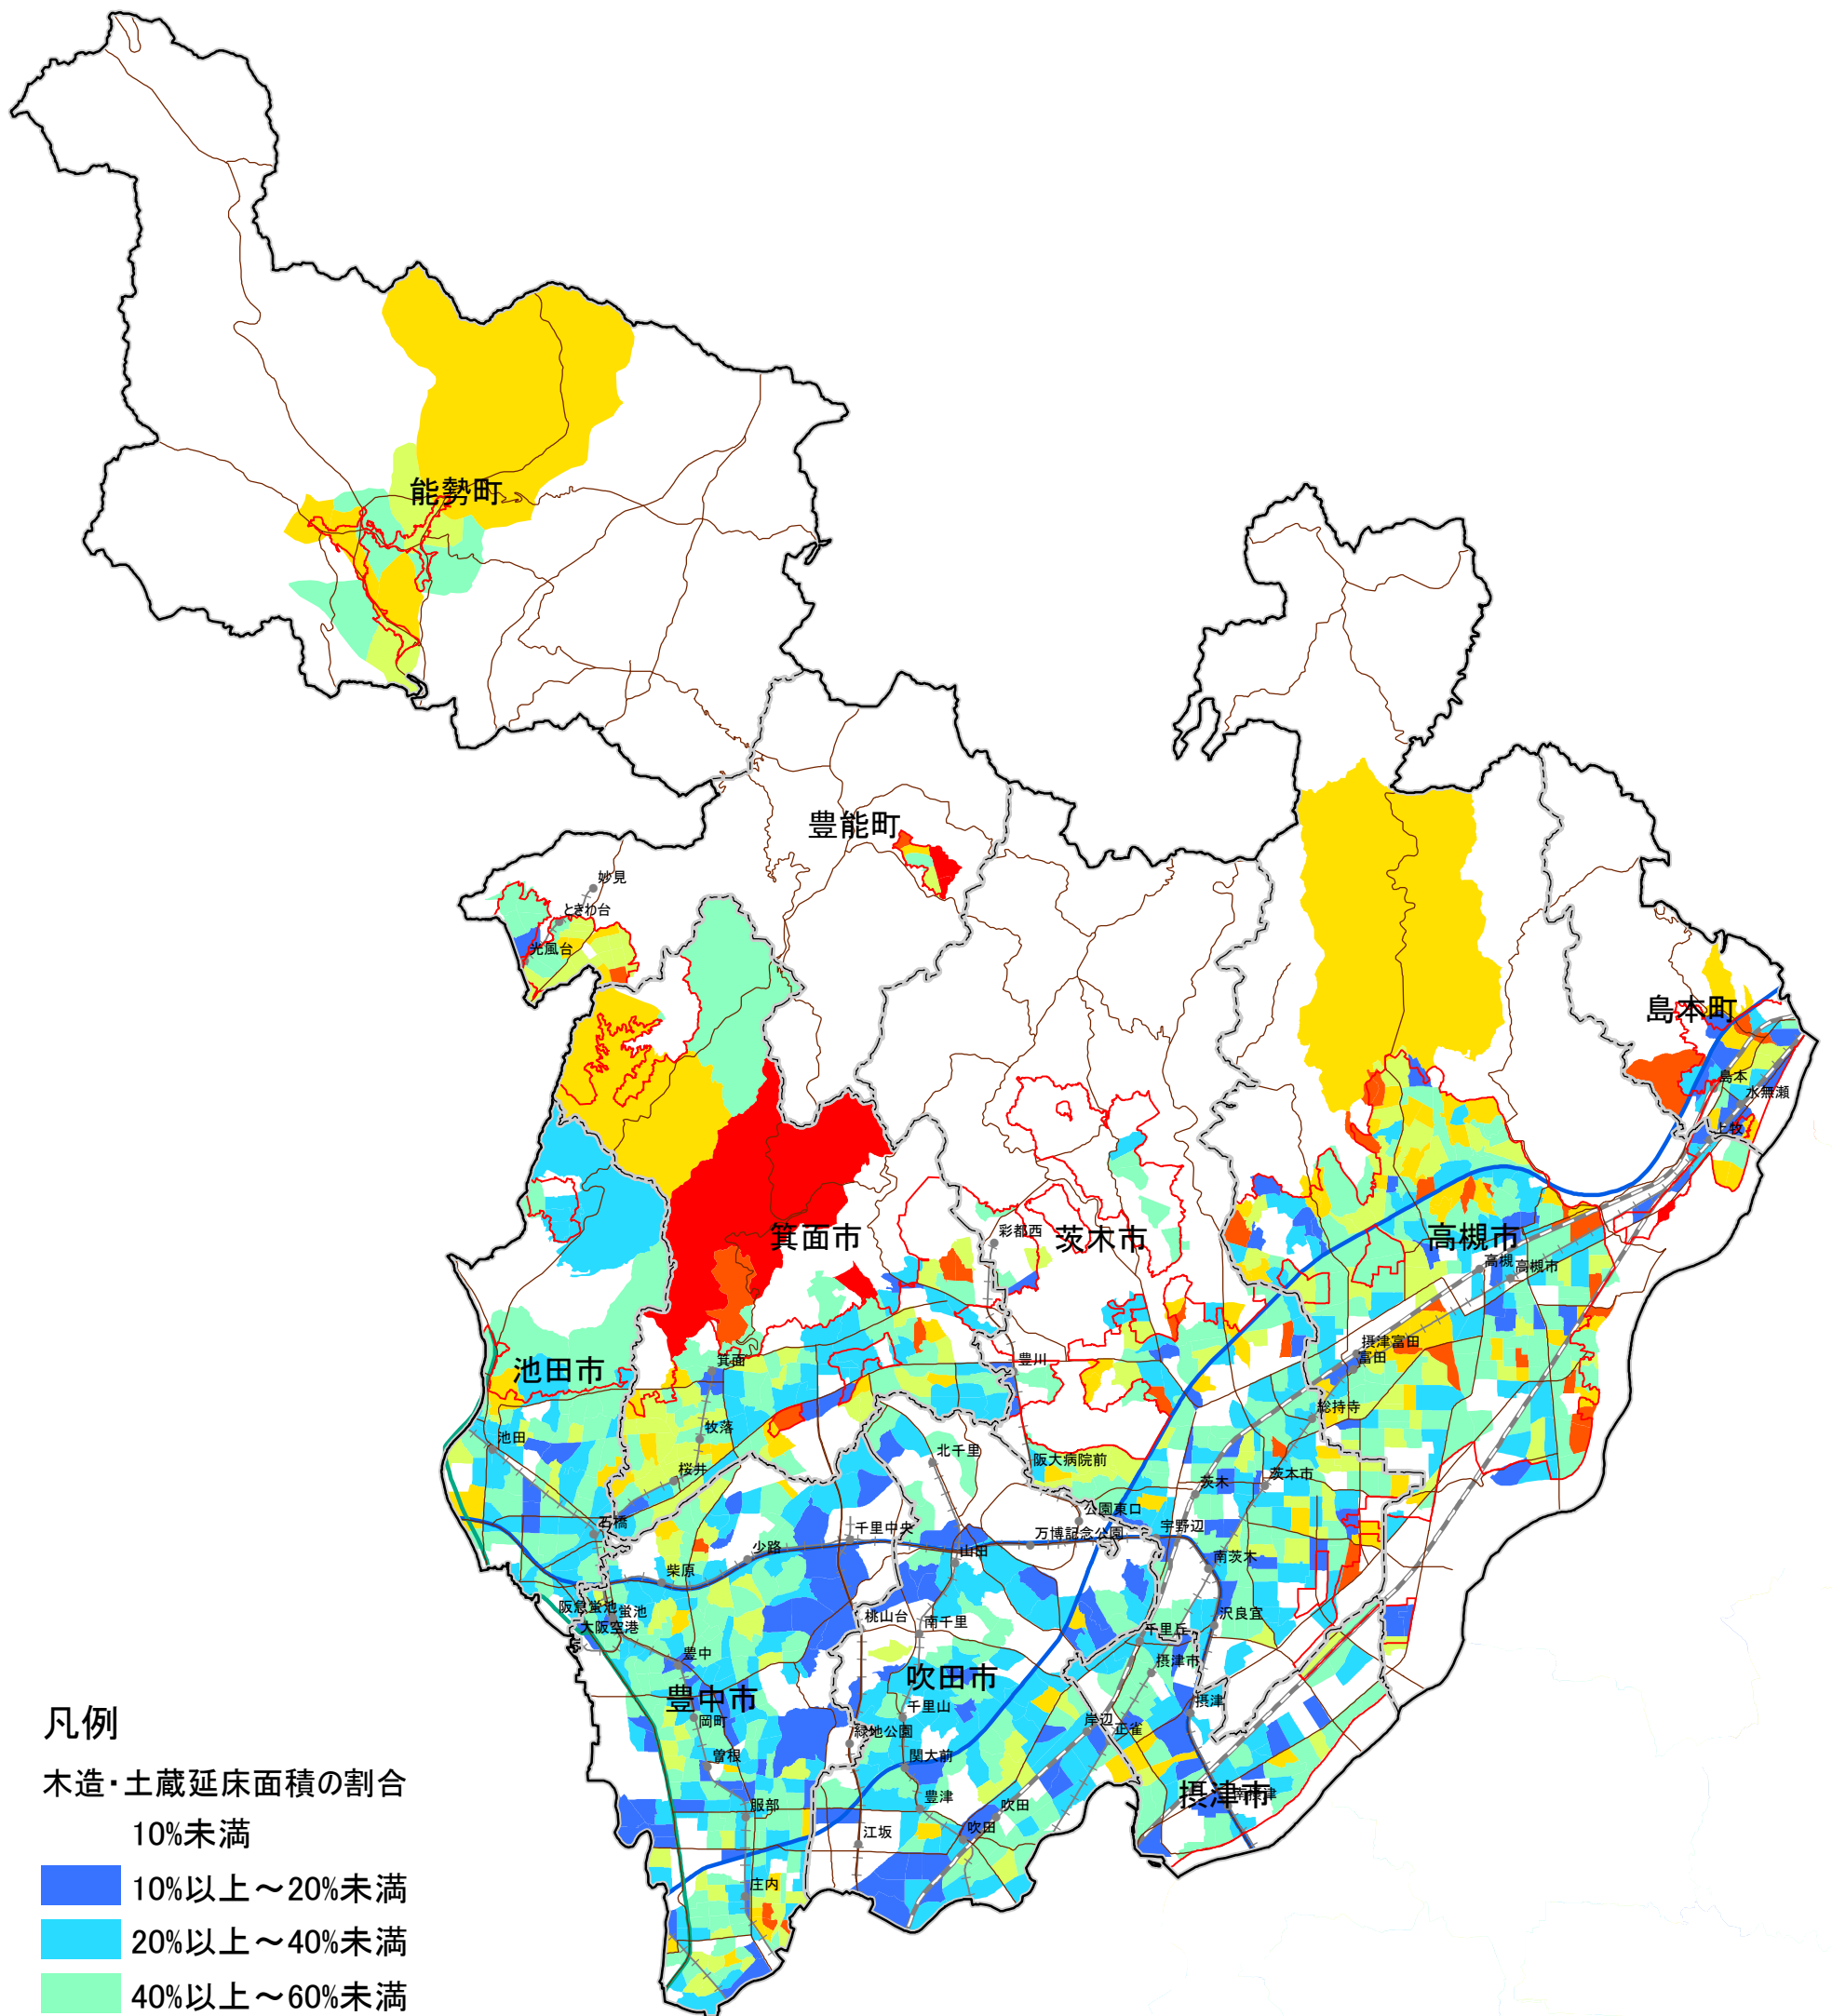 能勢町
豊能町
妙見
ときわ台
光風台
島本町
島本
水無瀬
上牧
箕面市
彩都西
茨木市
高槻市
高槻
高槻市
摂津富田
富田
池田市
箕面
豊川
総持寺
牧落
池田
北千里
阪大病院前
桜井
茨木
茨本市
石橋
千里中央
公園東口
万博記念公園
宇野辺
少路
山田
南茨木
柴原
阪急蛍池
蛍池
大阪空港
桃山台
南千里
沢良宜
千里丘
豊中
摂津市
吹田市
豊中市
千里山
摂津
岡町
緑地公園
岸辺
正雀
曽根
関大前
摂津市
南摂津
服部
豊津
吹田
江坂
吹田
庄内
凡例
木造・土蔵延床面積の割合
10%未満
10%以上～20%未満
20%以上～40%未満
40%以上～60%未満